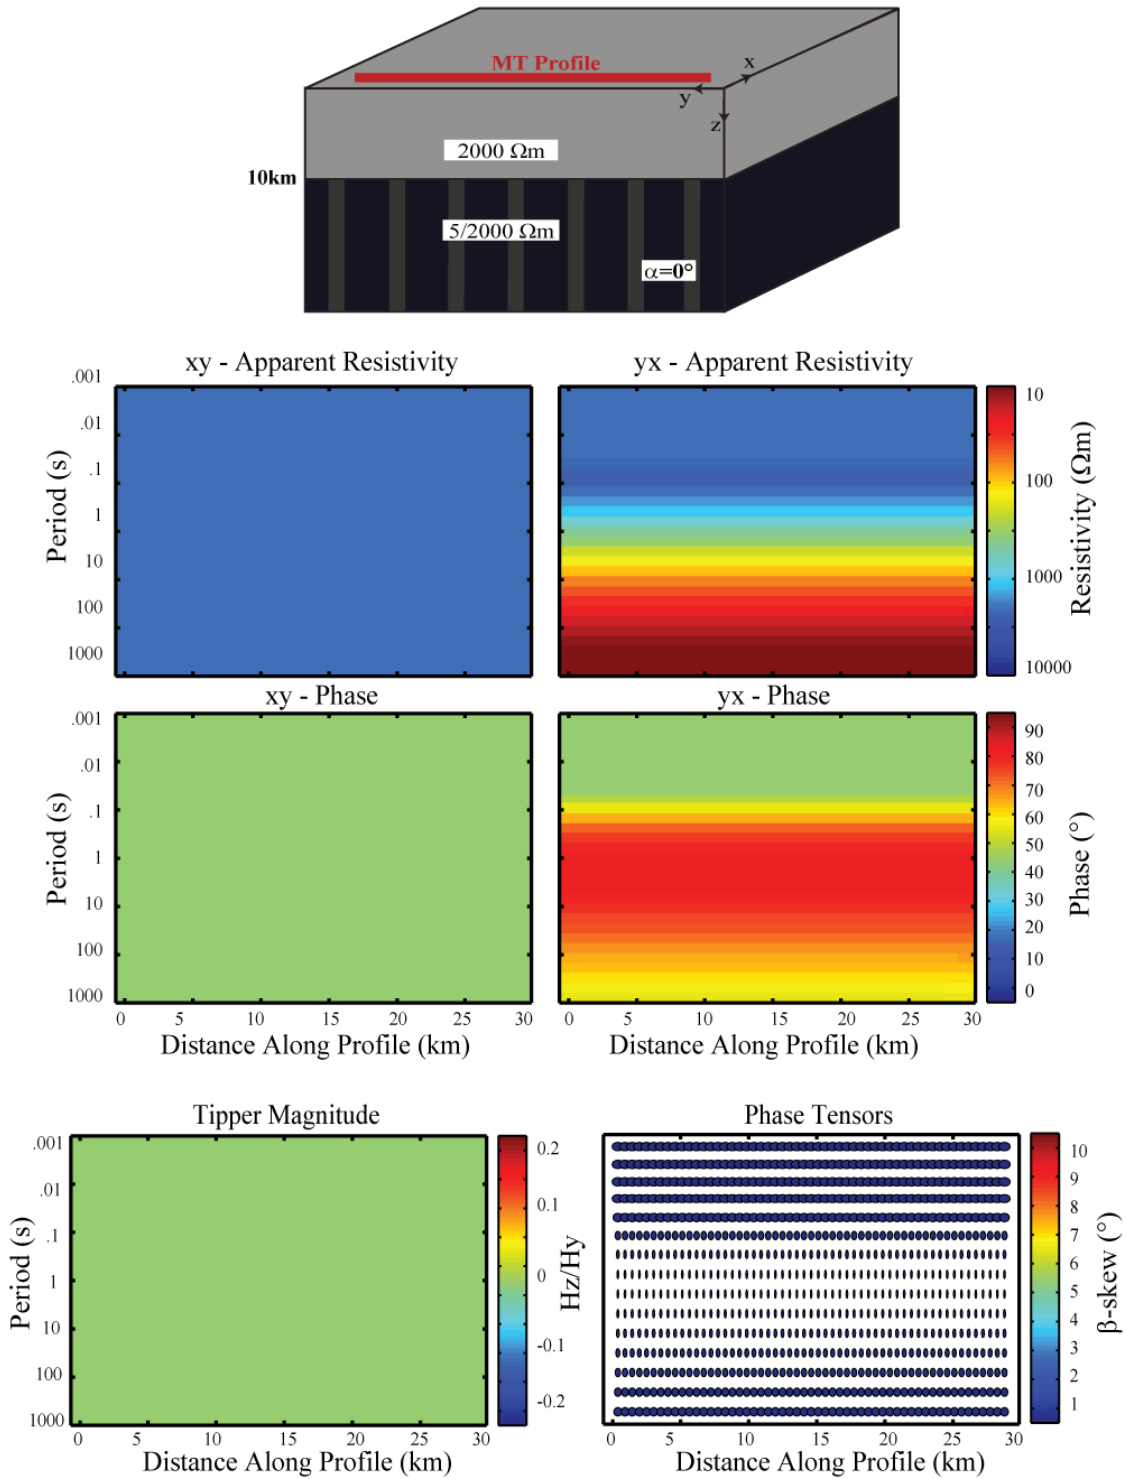 MT Profile
x
y
z
2000 Ωm
10km
5/2000 Ωm
α=0°
xy - Apparent Resistivity
yx - Apparent Resistivity
.001
.01
.1
1
10
100
1000
Period (s)
10
100
1000
10000
Resistivity (Ωm)
xy - Phase
yx - Phase
.001
.01
.1
1
10
100
1000
Period (s)
90
80
70
60
50
40
30
20
10
0
Phase (°)
0 5 10 15 20 25 30
0 5 10 15 20 25 30
Distance Along Profile (km)
Distance Along Profile (km)
Tipper Magnitude
Phase Tensors
.001
.01
.1
1
10
100
1000
Period (s)
0.2
0.1
0
-0.1
-0.2
Hz/Hy
10
9
8
7
6
5
4
3
2
1
β-skew (°)
0 5 10 15 20 25 30
0 5 10 15 20 25 30
Distance Along Profile (km)
Distance Along Profile (km)